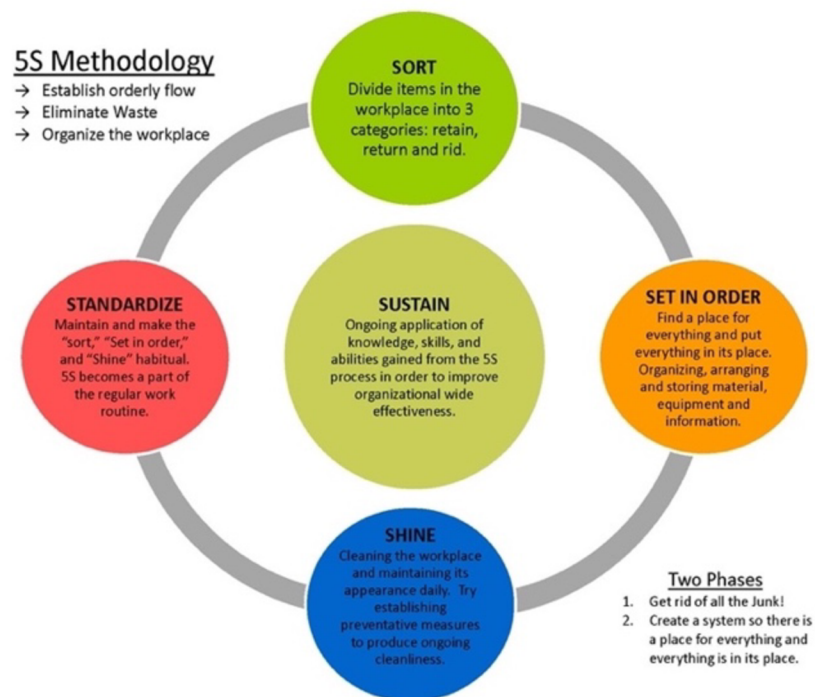 5S Methodology
→ Establish orderly flow
→ Eliminate Waste
→ Organize the workplace
SORT
Divide items in the
workplace into 3
categories: retain,
return and rid.
STANDARDIZE
Maintain and make the
“sort,” “Set in order,”
and “Shine” habitual.
5S becomes a part of
the regular work
routine.
SUSTAIN
Ongoing application of
knowledge, skills, and
abilities gained from the 5S
process in order to improve
organizational wide
effectiveness.
SET IN ORDER
Find a place for
everything and put
everything in its place.
Organizing, arranging
and storing material,
equipment and
information.
SHINE
Cleaning the workplace
and maintaining its
appearance daily. Try
establishing
preventative measures
to produce ongoing
cleanliness.
Two Phases
1. Get rid of all the Junk!
2. Create a system so there is
a place for everything and
everything is in its place.